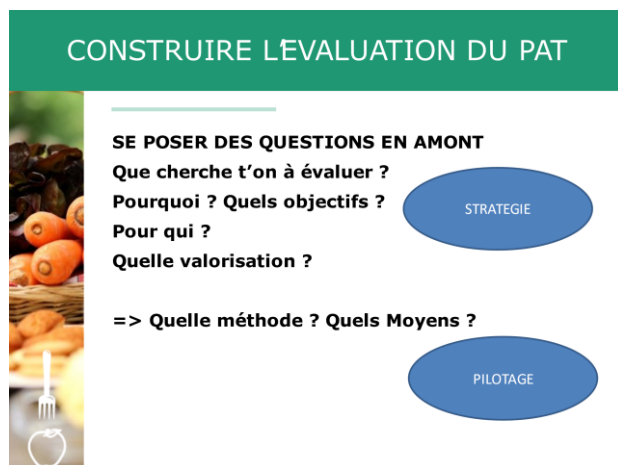 CONSTRUIRE L'EVALUATION DU PAT
SE POSER DES QUESTIONS EN AMONT
Que cherche t'on à évaluer ?
Pourquoi ? Quels objectifs ?
STRATEGIE
Pour qui ?
Quelle valorisation ?
=> Quelle méthode ? Quels Moyens ?
PILOTAGE